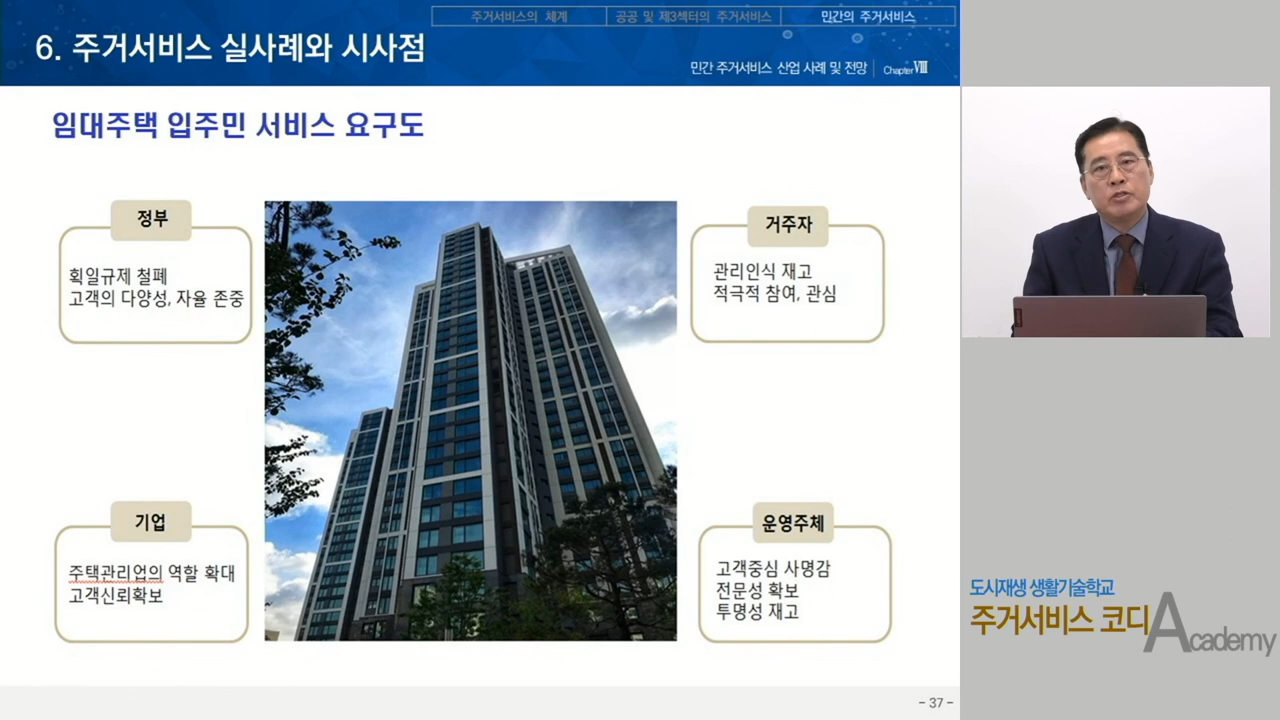 주거서비스의 체계
공공 및 제3섹터의 주거서비스
민간의 주거서비스
6. 주거서비스 실사례와 시사점
민간 주거서비스 산업 사례 및 전망
Chapter Ⅷ
임대주택 입주민 서비스 요구도
정부
획일규제 철폐
고객의 다양성, 자율 존중
거주자
관리인식 재고
적극적 참여, 관심
기업
주택관리업의 역할 확대
고객신뢰확보
운영주체
고객중심 사명감
전문성 확보
투명성 재고
도시재생 생활기술학교
주거서비스 코디 Academy
- 37 -